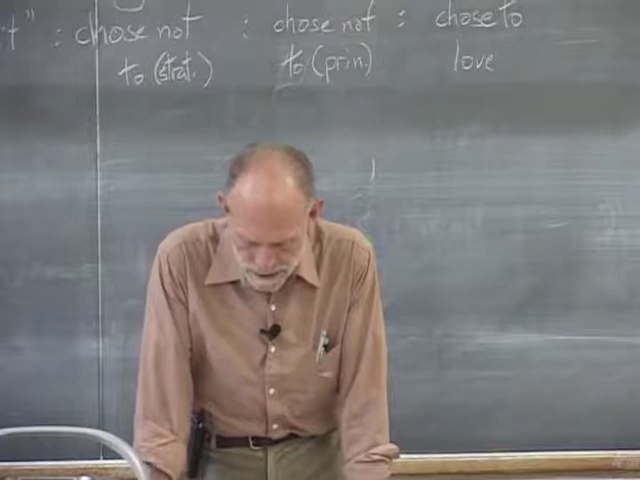 t" : chose not : chose not : chose to
to (strat.) to (prin.) love